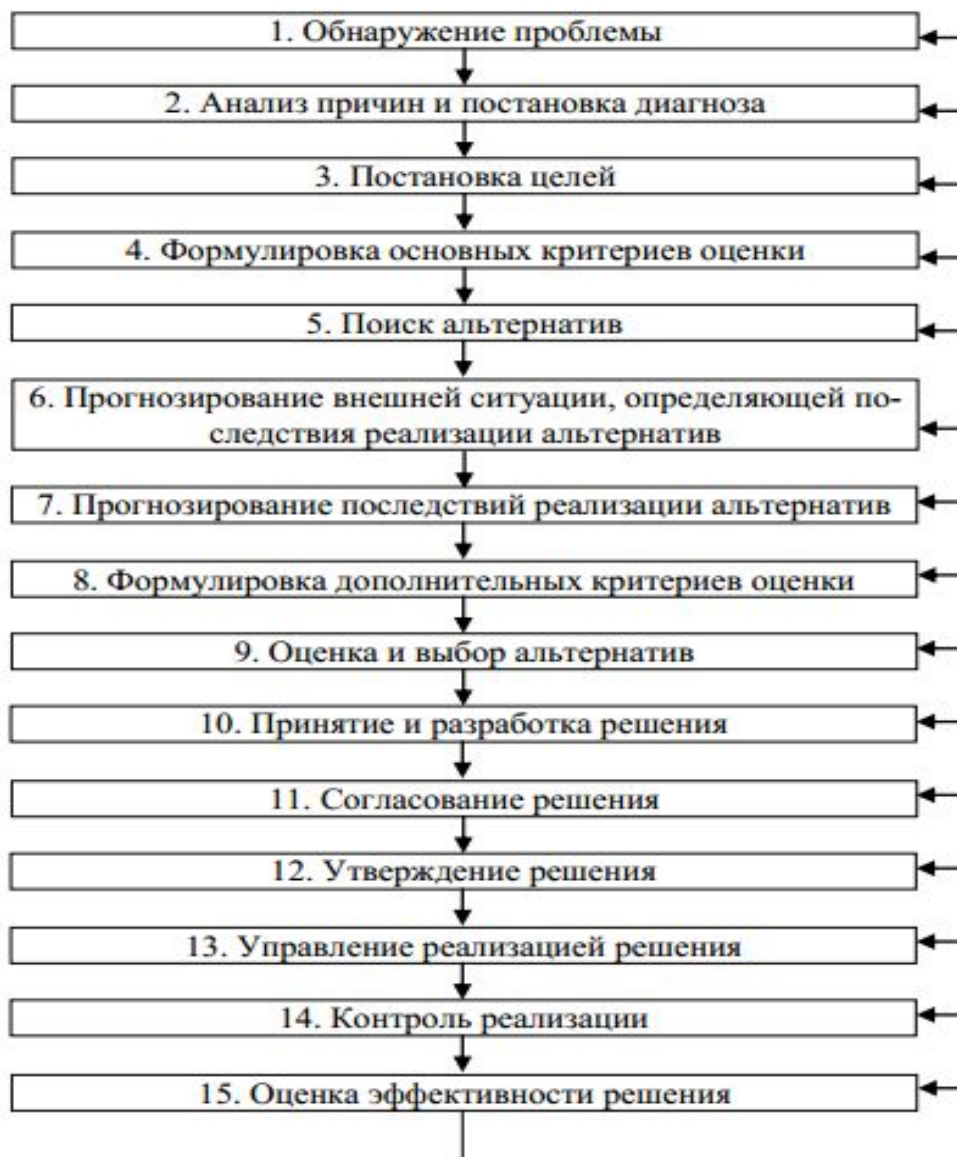 1. Обнаружение проблемы
2. Анализ причин и постановка диагноза
3. Постановка целей
4. Формулировка основных критериев оценки
5. Поиск альтернатив
6. Прогнозирование внешней ситуации, определяющей по-
следствия реализации альтернатив
7. Прогнозирование последствий реализации альтернатив
8. Формулировка дополнительных критериев оценки
9. Оценка и выбор альтернатив
10. Принятие и разработка решения
11. Согласование решения
12. Утверждение решения
13. Управление реализацией решения
14. Контроль реализации
15. Оценка эффективности решения